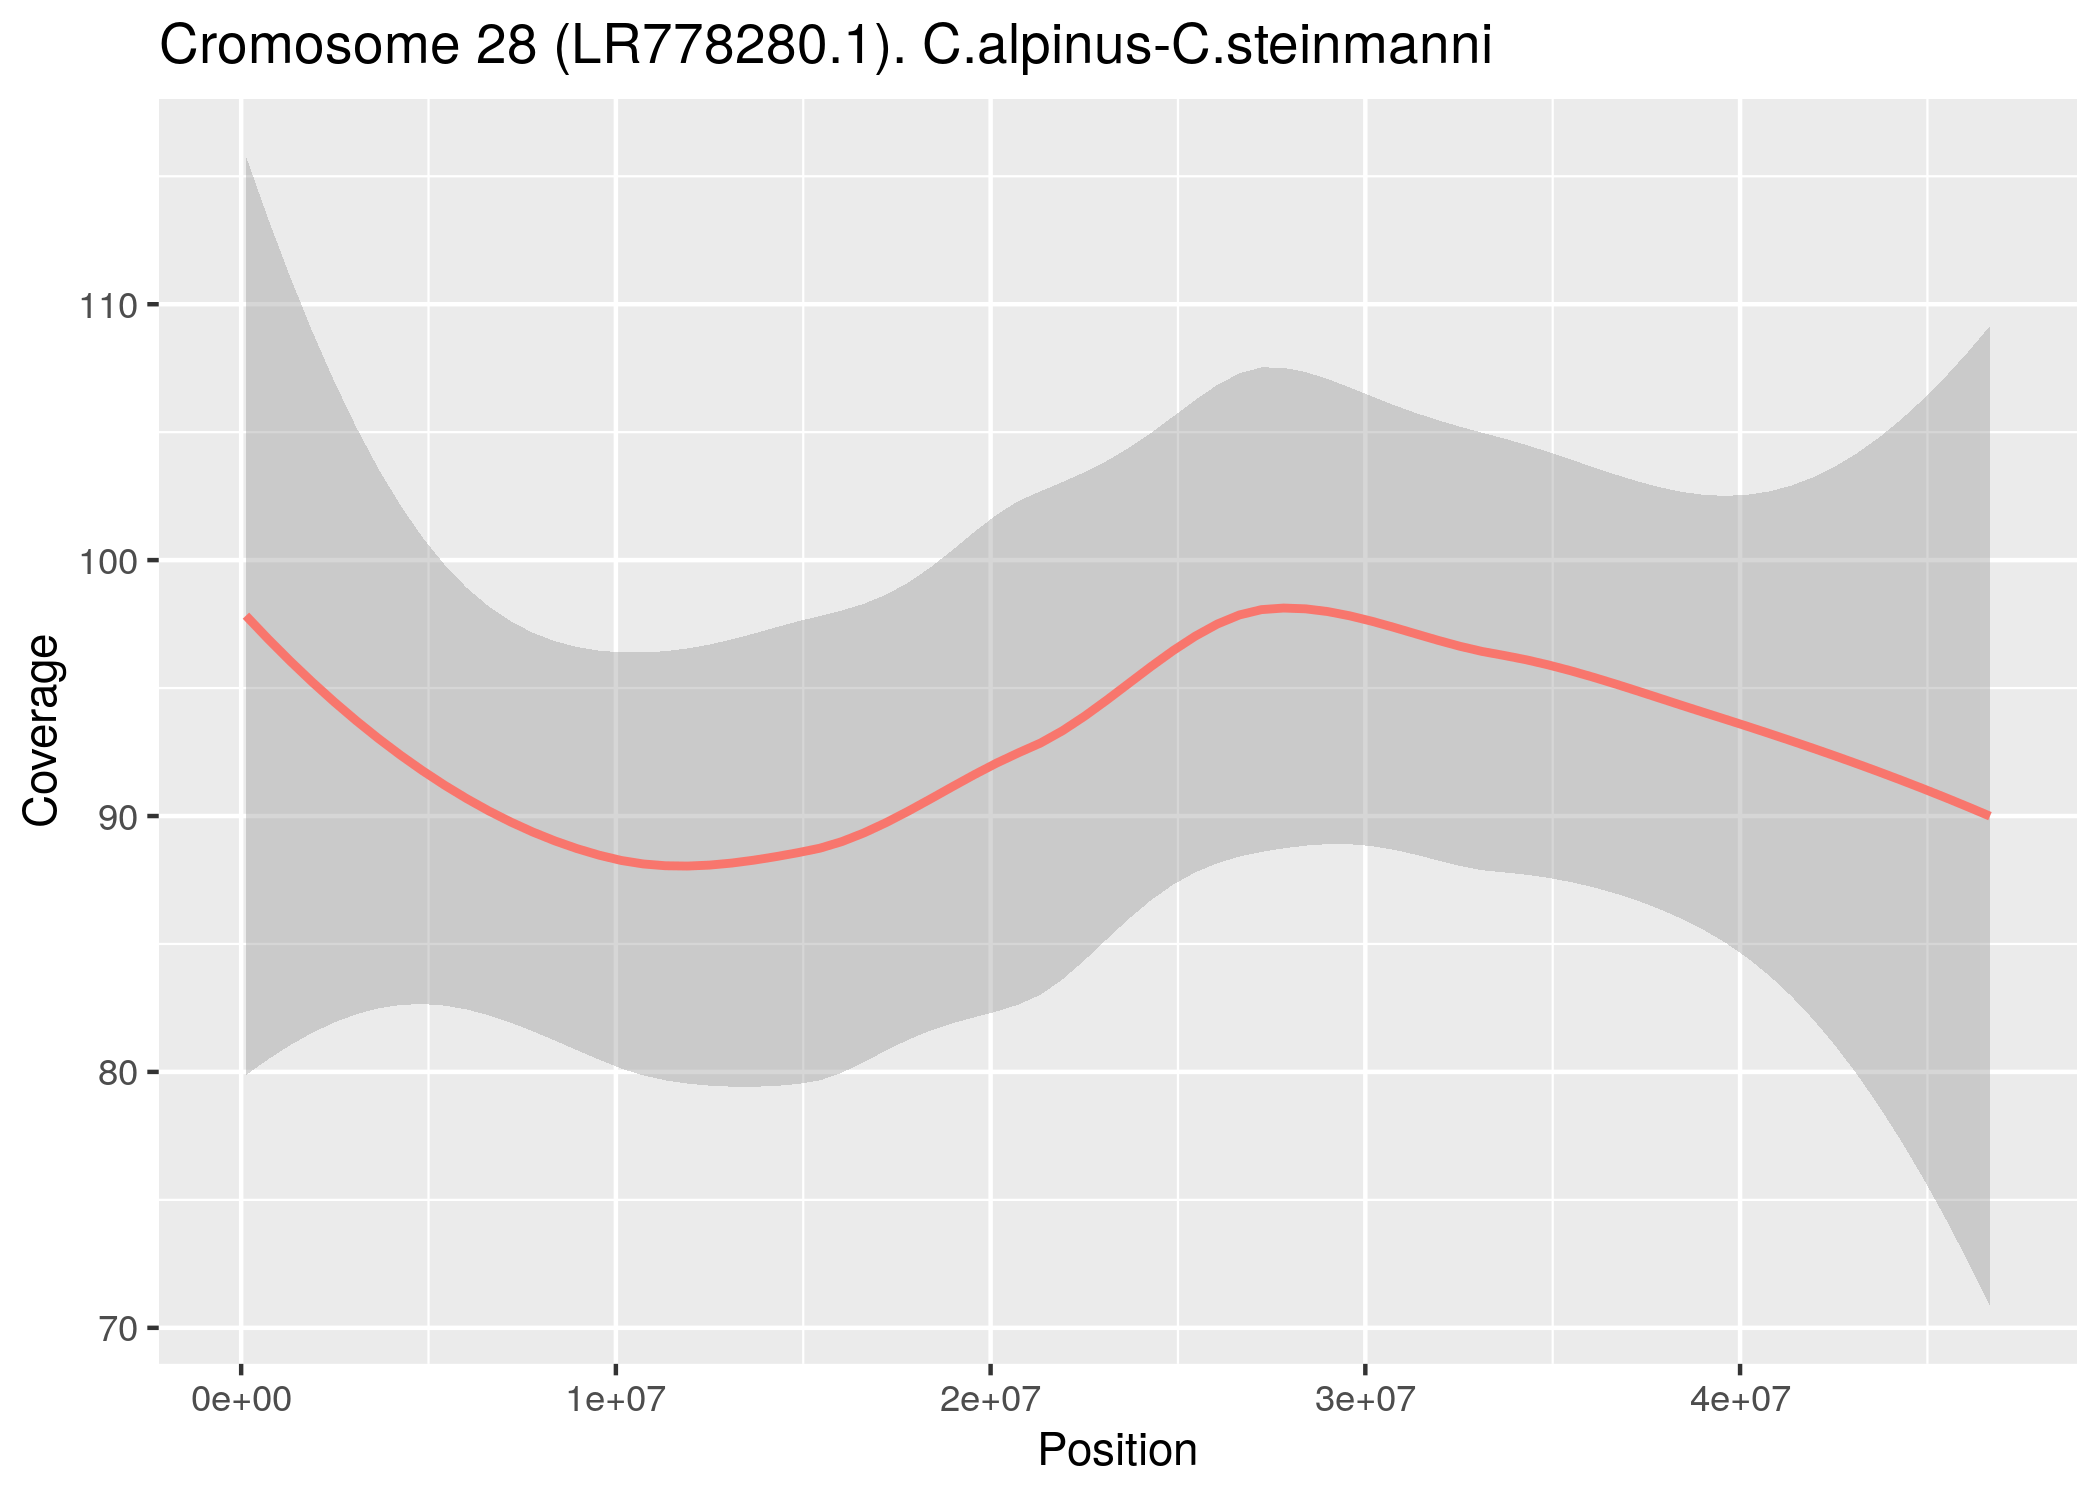 Cromosome 28 (LR778280.1). C.alpinus-C.steinmanni
110
100
90
80
70
Coverage
0e+00 1e+07 2e+07 3e+07 4e+07
Position